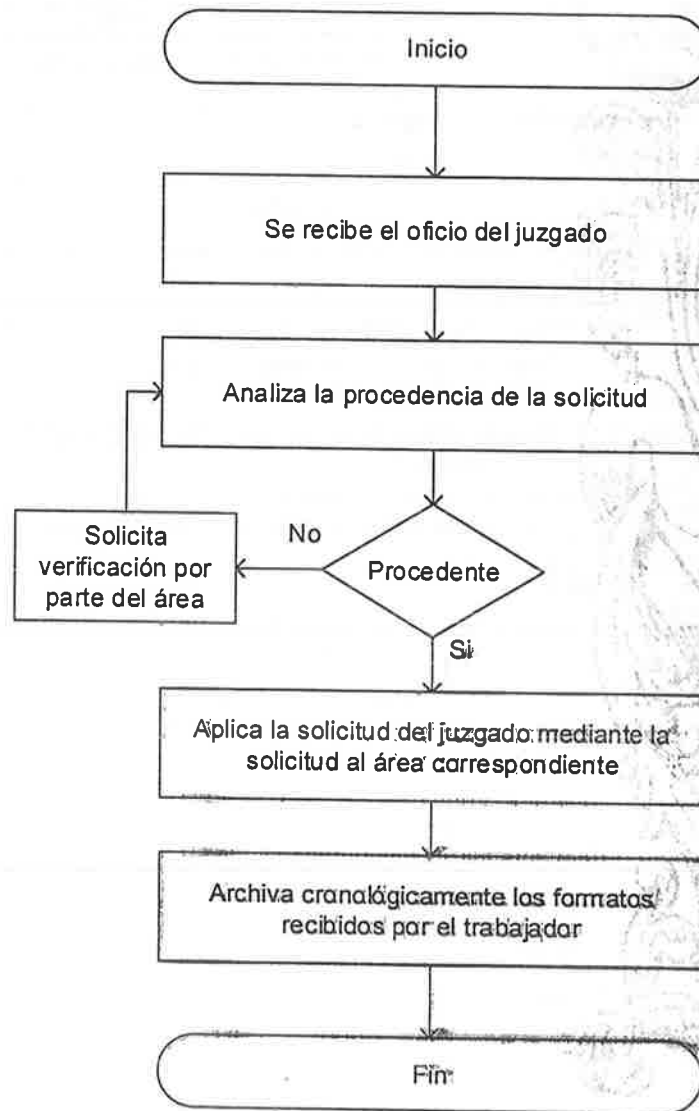 Inicio
Se recibe el oficio del juzgado
Analiza la procedencia de la solicitud
Solicita
verificación por
parte del área
No
Procedente
Si
Aplica la solicitud del juzgado mediante la
solicitud al área correspondiente
Archiva cronológicamente los formatos
recibidos por el trabajador
Fin